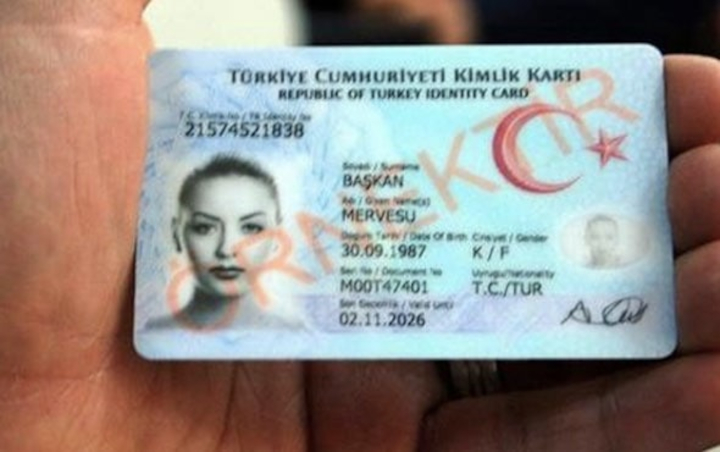 TÜRKİYE CUMHURİYETİ KİMLİK KARTI
REPUBLIC OF TURKEY IDENTITY CARD
T.C. Kimlik No / TR Identity No
21574521838
Soyadı / Surname
BAŞKAN
Adı / Given Name(s)
MERVESU
Doğum Tarihi / Date Of Birth Cinsiyet / Gender
30.09.1987 K / F
Seri No / Document No Uyruğu/Nationality
M00T47401 T.C./TUR
Son Geçerlilik / Valid Until
02.11.2026
ÖRNEKTİR